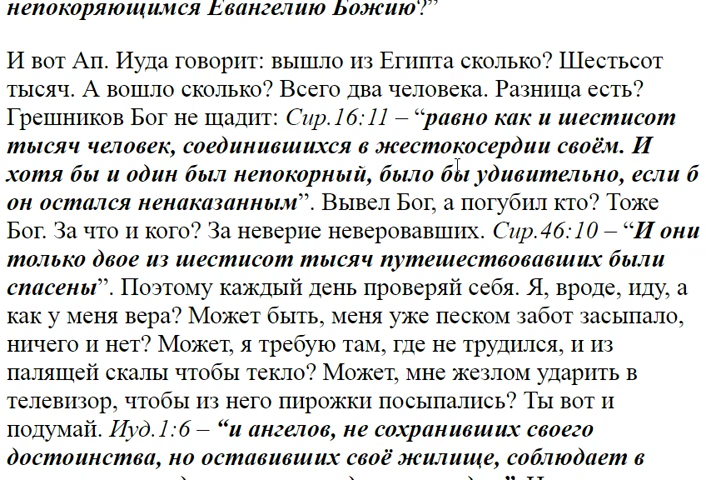 непокоряющимся Евангелию Божию?”
И вот Ап. Иуда говорит: вышло из Египта сколько? Шестьсот
тысяч. А вошло сколько? Всего два человека. Разница есть?
Грешников Бог не щадит: Сир.16:11 – “равно как и шестисот
тысяч человек, соединившихся в жестокосердии своём. И
хотя бы и один был непокорный, было бы удивительно, если б
он остался ненаказанным”. Вывел Бог, а погубил кто? Тоже
Бог. За что и кого? За неверие неверовавших. Сир.46:10 – “И они
только двое из шестисот тысяч путешествовавших были
спасены”. Поэтому каждый день проверяй себя. Я, вроде, иду, а
как у меня вера? Может быть, меня уже песком забот засыпало,
ничего и нет? Может, я требую там, где не трудился, и из
палящей скалы чтобы текло? Может, мне жезлом ударить в
телевизор, чтобы из него пирожки посыпались? Ты вот и
подумай. Иуд.1:6 – “и ангелов, не сохранивших своего
достоинства, но оставивших своё жилище, соблюдает в